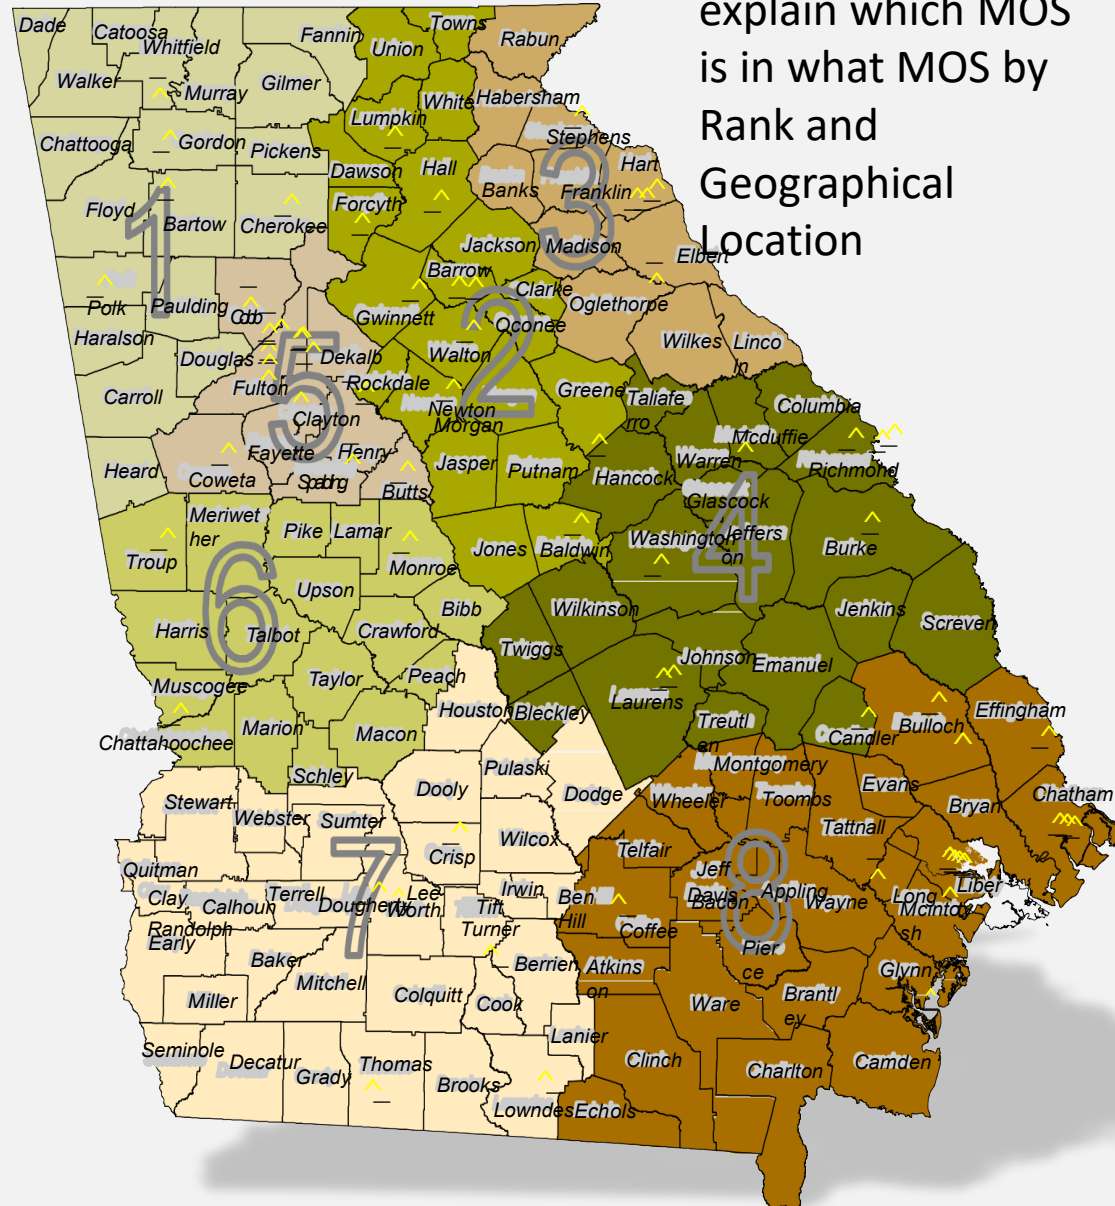 explain which MOS
is in what MOS by
Rank and
Geographical
Location
Dade
Catoosa
Whitfield
Fannin
Towns
Union
Rabun
Walker
Murray
Gilmer
White
Habersham
Lumpkin
Stephens
Chattooga
Gordon
Pickens
Dawson
Hall
Banks
Franklin
Hart
3
Floyd
Bartow
Cherokee
Forsyth
1
Jackson
Madison
Elbert
Barrow
Clarke
Oglethorpe
Polk
Paulding
Gwinnett
Oconee
2
Haralson
Douglas
Dekalb
Walton
Wilkes
Linco
ln
Fulton
5
Rockdale
Greene
Carroll
Clayton
Newton
Morgan
Taliafe
rro
Columbia
Mcduffie
Fayette
Henry
Heard
Coweta
Butts
Jasper
Putnam
Hancock
Warren
Richmond
Glascock
4
Meriwet
her
Pike
Lamar
Troup
Monroe
Jones
Baldwin
Washington
Jeffers
on
Burke
6
Upson
Bibb
Wilkinson
Jenkins
Screven
Harris
Talbot
Crawford
Twiggs
Johnson
Emanuel
Muscogee
Taylor
Peach
Laurens
Chattahoochee
Marion
Macon
Houston
Bleckley
Treutl
en
Candler
Bulloch
Effingham
Schley
Pulaski
Montgomery
Stewart
Webster
Sumter
Dooly
Dodge
Wheeler
Toombs
Evans
Bryan
Chatham
7
Crisp
Wilcox
Telfair
Tattnall
Quitman
8
Clay
Randolph
Calhoun
Terrell
Dougherty
Lee
Worth
Irwin
Tift
Turner
Ben
Hill
Jeff
Davis
Bacon
Appling
Wayne
Long
Liber
ty
McInto
sh
Early
Baker
Berrien
Coffee
Pier
ce
Atkins
on
Glynn
Miller
Mitchell
Colquitt
Cook
Ware
Brantl
ey
Seminole
Decatur
Grady
Thomas
Brooks
Lanier
Clinch
Charlton
Camden
Lowndes
Echols